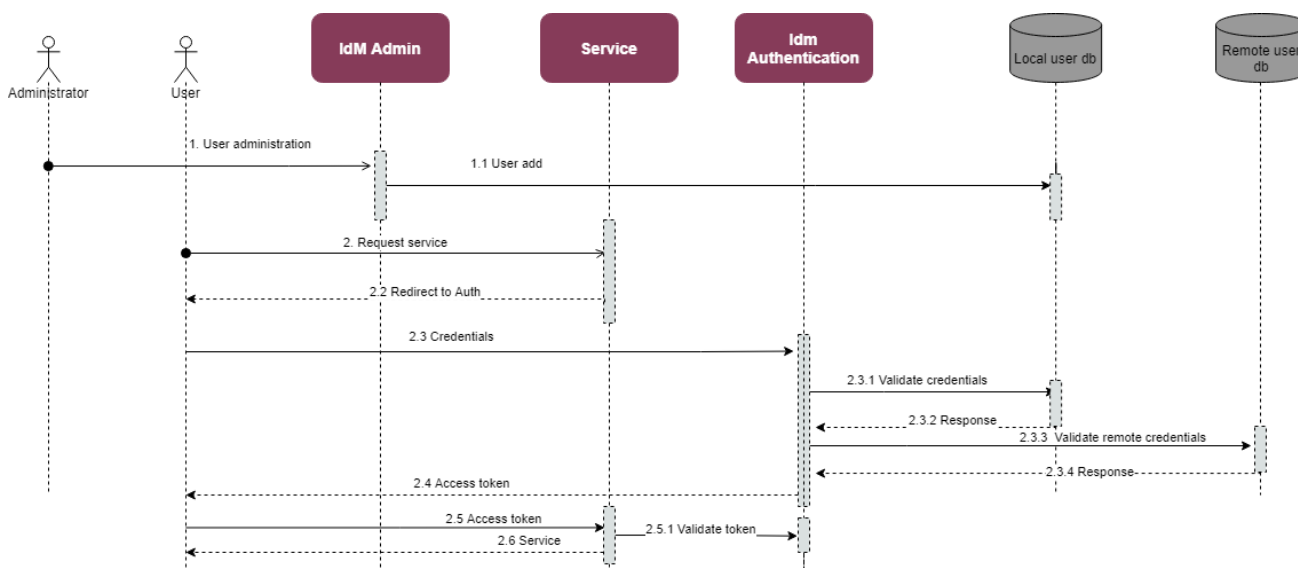 IdM Admin
Service
Idm
Authentication
Local user db
Remote user
db
Administrator
User
1. User administration
1.1 User add
2. Request service
2.2 Redirect to Auth
2.3 Credentials
2.3.1 Validate credentials
2.3.2 Response
2.3.3 Validate remote credentials
2.3.4 Response
2.4 Access token
2.5 Access token
2.5.1 Validate token
2.6 Service